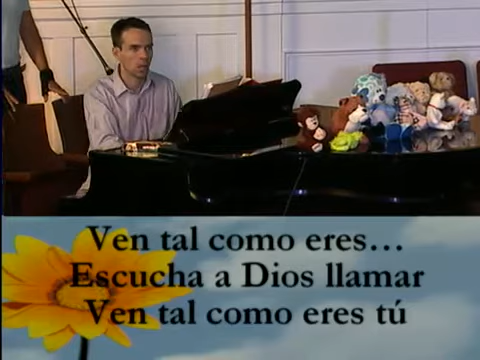 Ven tal como eres...
Escucha a Dios llamar
Ven tal como eres tú